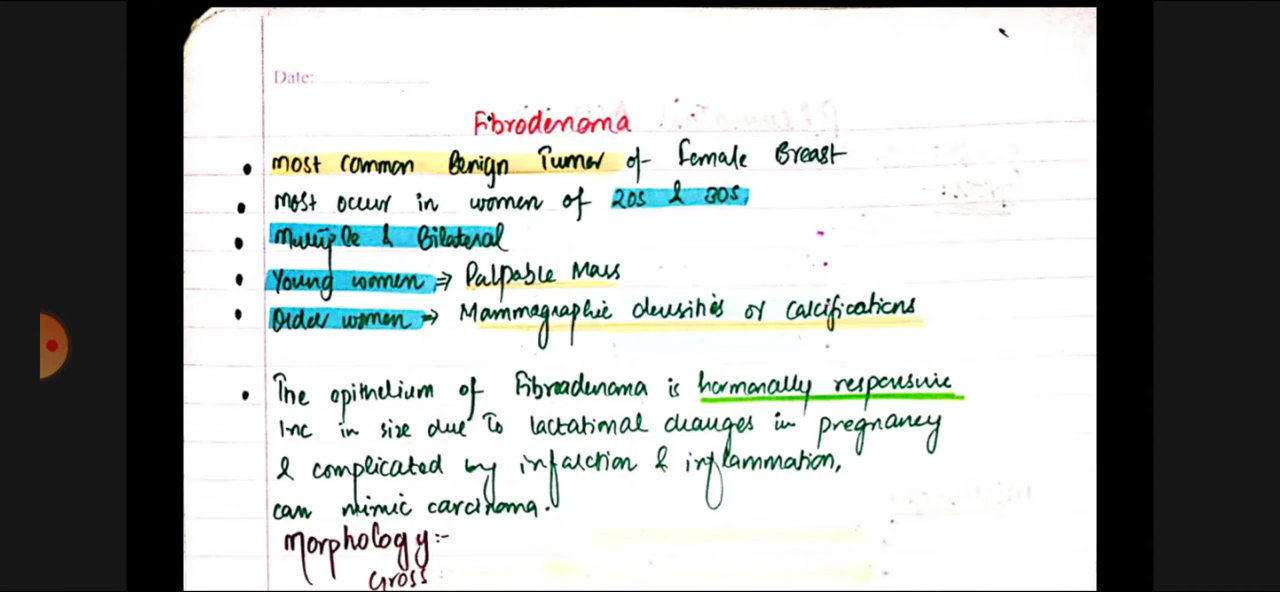 Date:
Fibrodenoma
• most common Benign Tumor of Female Breast
• most occur in women of 20s & 30s
• Multiple & Bilateral
• Young women ⇒ Palpable Mass
• Older women ⇒ Mammographic densities or Calcifications
• The epithelium of Fibroadenoma is hormonally responsive
Inc in size due to lactational changes in pregnancy
& complicated by infarction & inflammation,
can mimic carcinoma.
Morphology:-
Gross